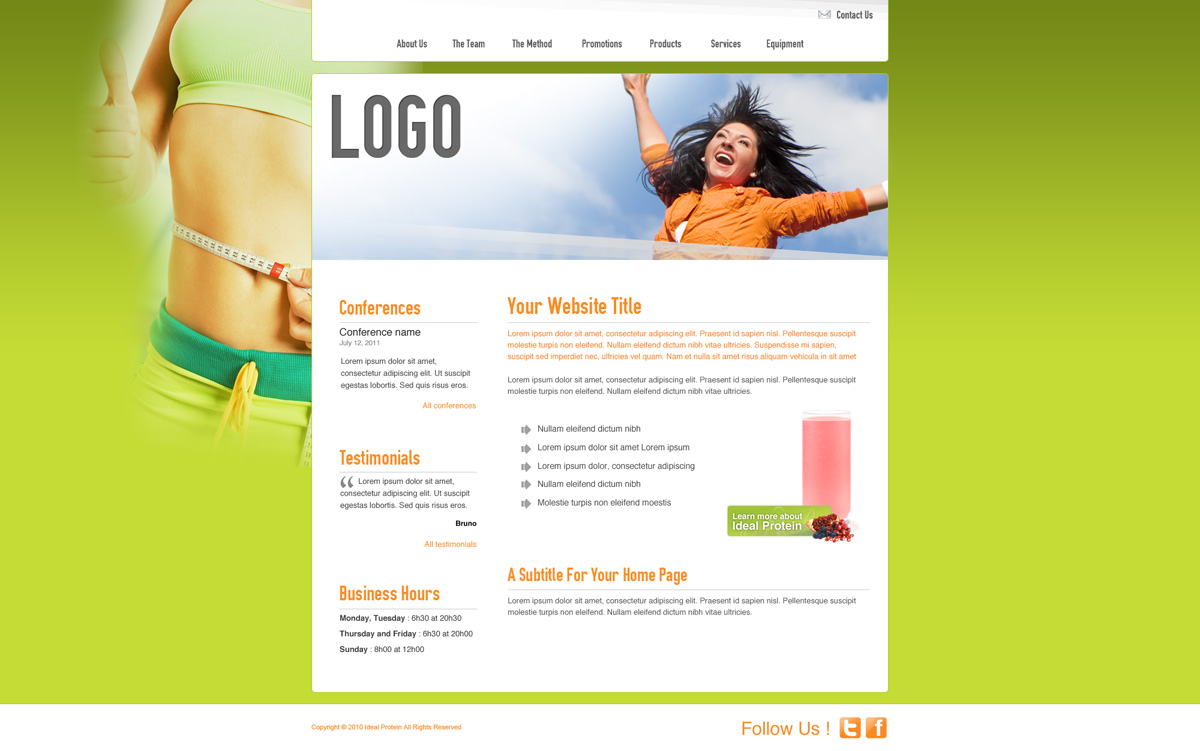 Contact Us
About Us The Team The Method Promotions Products Services Equipment
LOGO
Conferences
Conference name
July 12, 2011
Lorem ipsum dolor sit amet,
consectetur adipiscing elit. Ut suscipit
egestas lobortis. Sed quis risus eros.
All conferences
Testimonials
Lorem ipsum dolor sit amet,
consectetur adipiscing elit. Ut suscipit
egestas lobortis. Sed quis risus eros.
Bruno
All testimonials
Business Hours
Monday, Tuesday : 6h30 at 20h30
Thursday and Friday : 6h30 at 20h00
Sunday : 8h00 at 12h00
Your Website Title
Lorem ipsum dolor sit amet, consectetur adipiscing elit. Praesent id sapien nisl. Pellentesque suscipit
molestie turpis non eleifend. Nullam eleifend dictum nibh vitae ultricies. Suspendisse mi sapien,
suscipit sed imperdiet nec, ultricies vel quam. Nam et nulla sit amet risus aliquam vehicula in sit amet
Lorem ipsum dolor sit amet, consectetur adipiscing elit. Praesent id sapien nisl. Pellentesque suscipit
molestie turpis non eleifend. Nullam eleifend dictum nibh vitae ultricies.
Nullam eleifend dictum nibh
Lorem ipsum dolor sit amet Lorem ipsum
Lorem ipsum dolor, consectetur adipiscing
Nullam eleifend dictum nibh
Molestie turpis non eleifend moestis
Learn more about
Ideal Protein
A Subtitle For Your Home Page
Lorem ipsum dolor sit amet, consectetur adipiscing elit. Praesent id sapien nisl. Pellentesque suscipit
molestie turpis non eleifend. Nullam eleifend dictum nibh vitae ultricies.
Copyright © 2010 Ideal Protein All Rights Reserved
Follow Us !